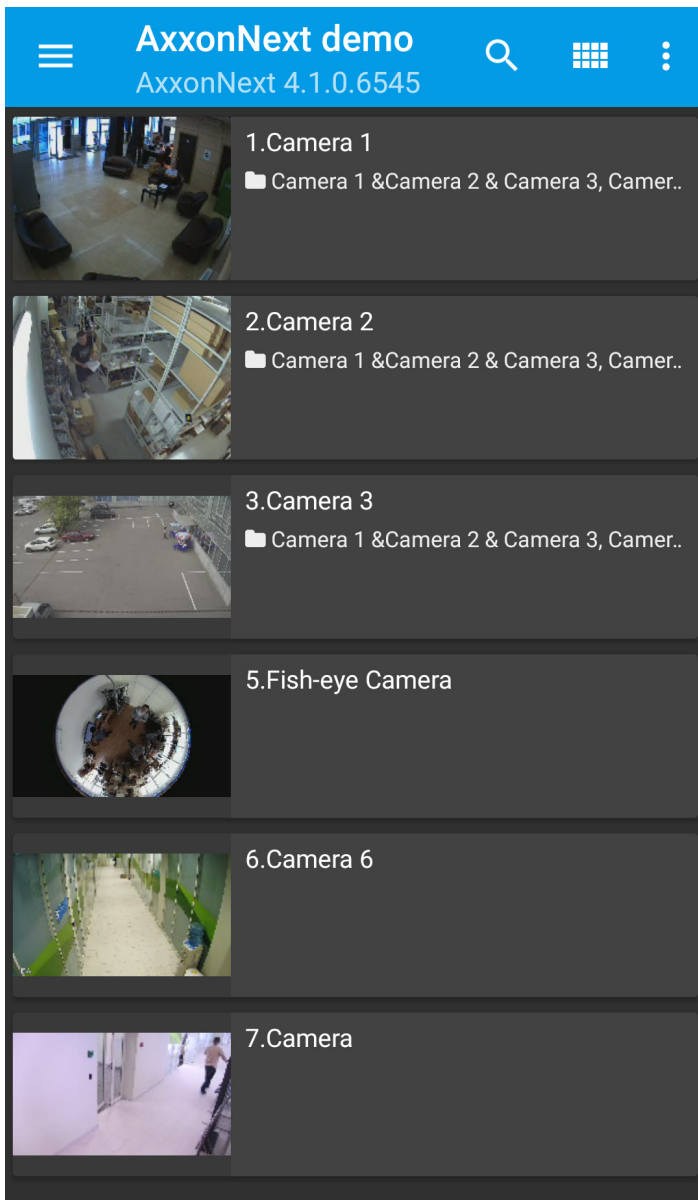 AxxonNext demo
AxxonNext 4.1.0.6545
1.Camera 1
Camera 1 &Camera 2 & Camera 3, Camer..
2.Camera 2
Camera 1 &Camera 2 & Camera 3, Camer..
3.Camera 3
Camera 1 &Camera 2 & Camera 3, Camer..
5.Fish-eye Camera
6.Camera 6
7.Camera